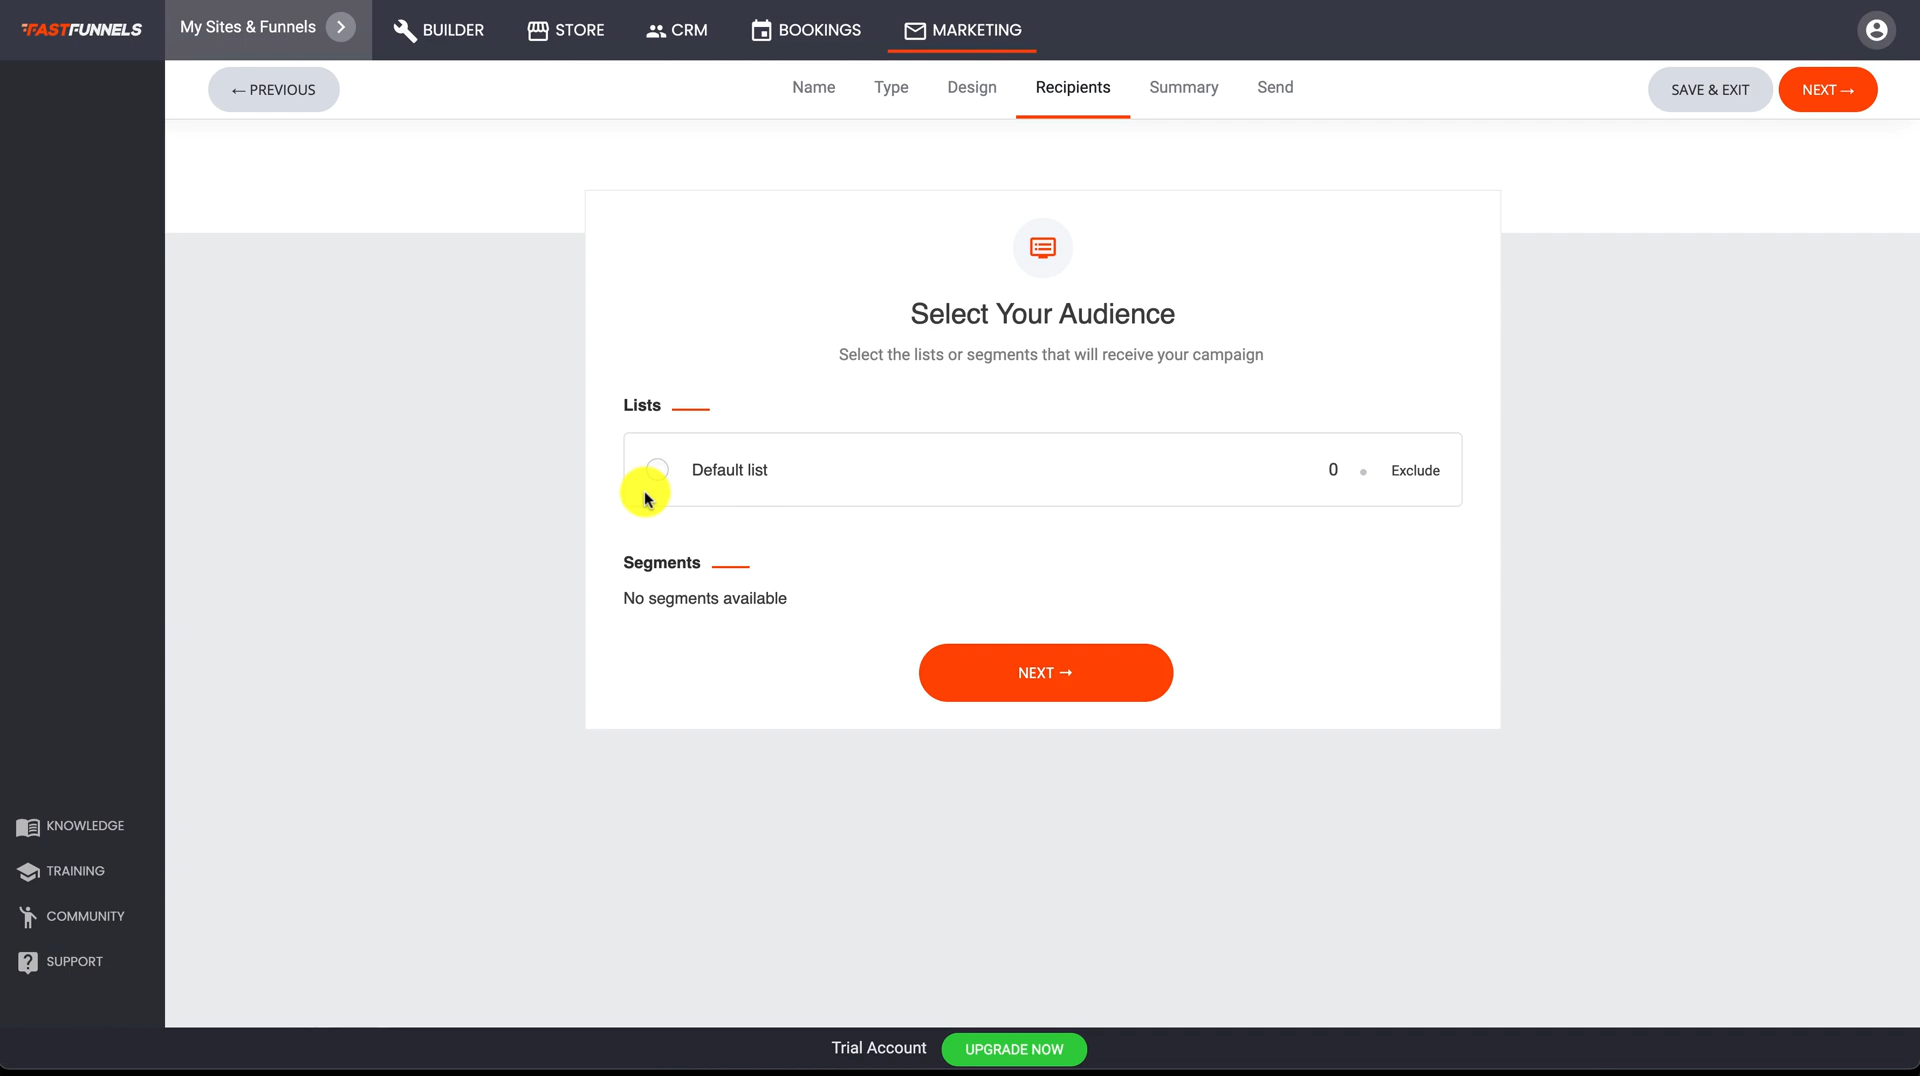 FASTFUNNELS
My Sites & Funnels
BUILDER
STORE
CRM
BOOKINGS
MARKETING
← PREVIOUS
Name
Type
Design
Recipients
Summary
Send
SAVE & EXIT
NEXT →
Select Your Audience
Select the lists or segments that will receive your campaign
Lists
Default list
0
Exclude
Segments
No segments available
NEXT →
KNOWLEDGE
TRAINING
COMMUNITY
SUPPORT
Trial Account
UPGRADE NOW